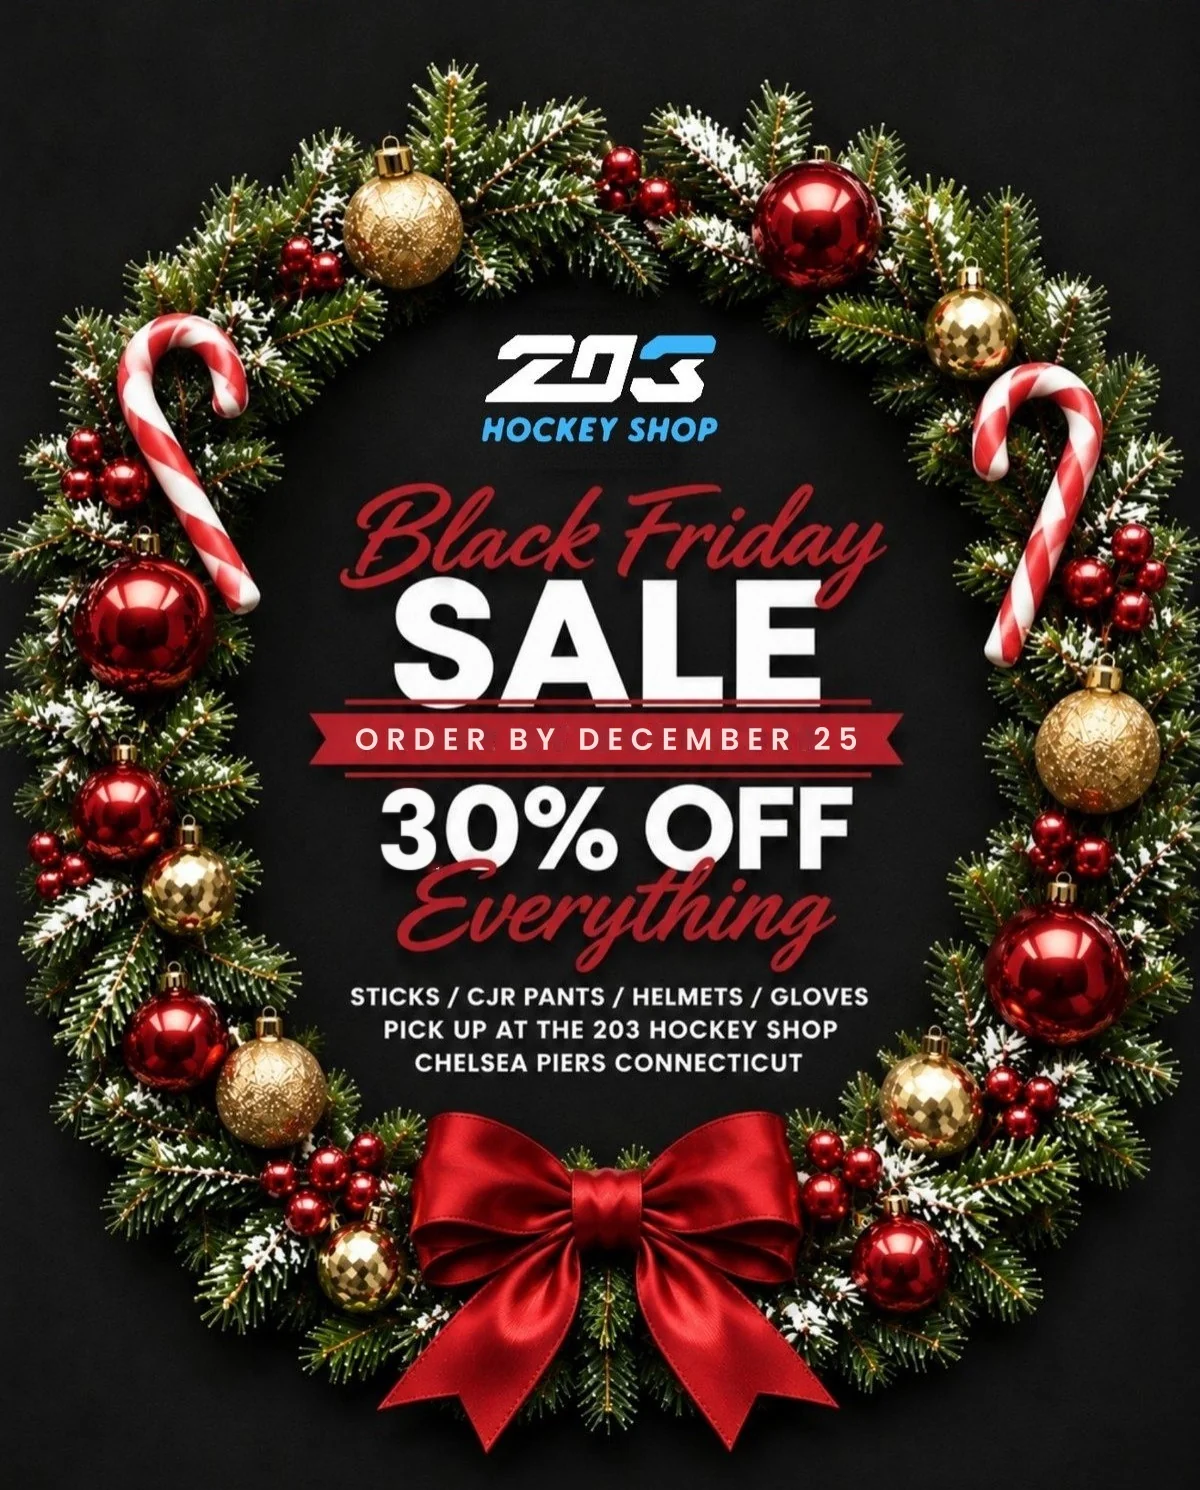 203
HOCKEY SHOP
Black Friday
SALE
ORDER BY DECEMBER 25
30% OFF
Everything
STICKS / CJR PANTS / HELMETS / GLOVES
PICK UP AT THE 203 HOCKEY SHOP
CHELSEA PIERS CONNECTICUT